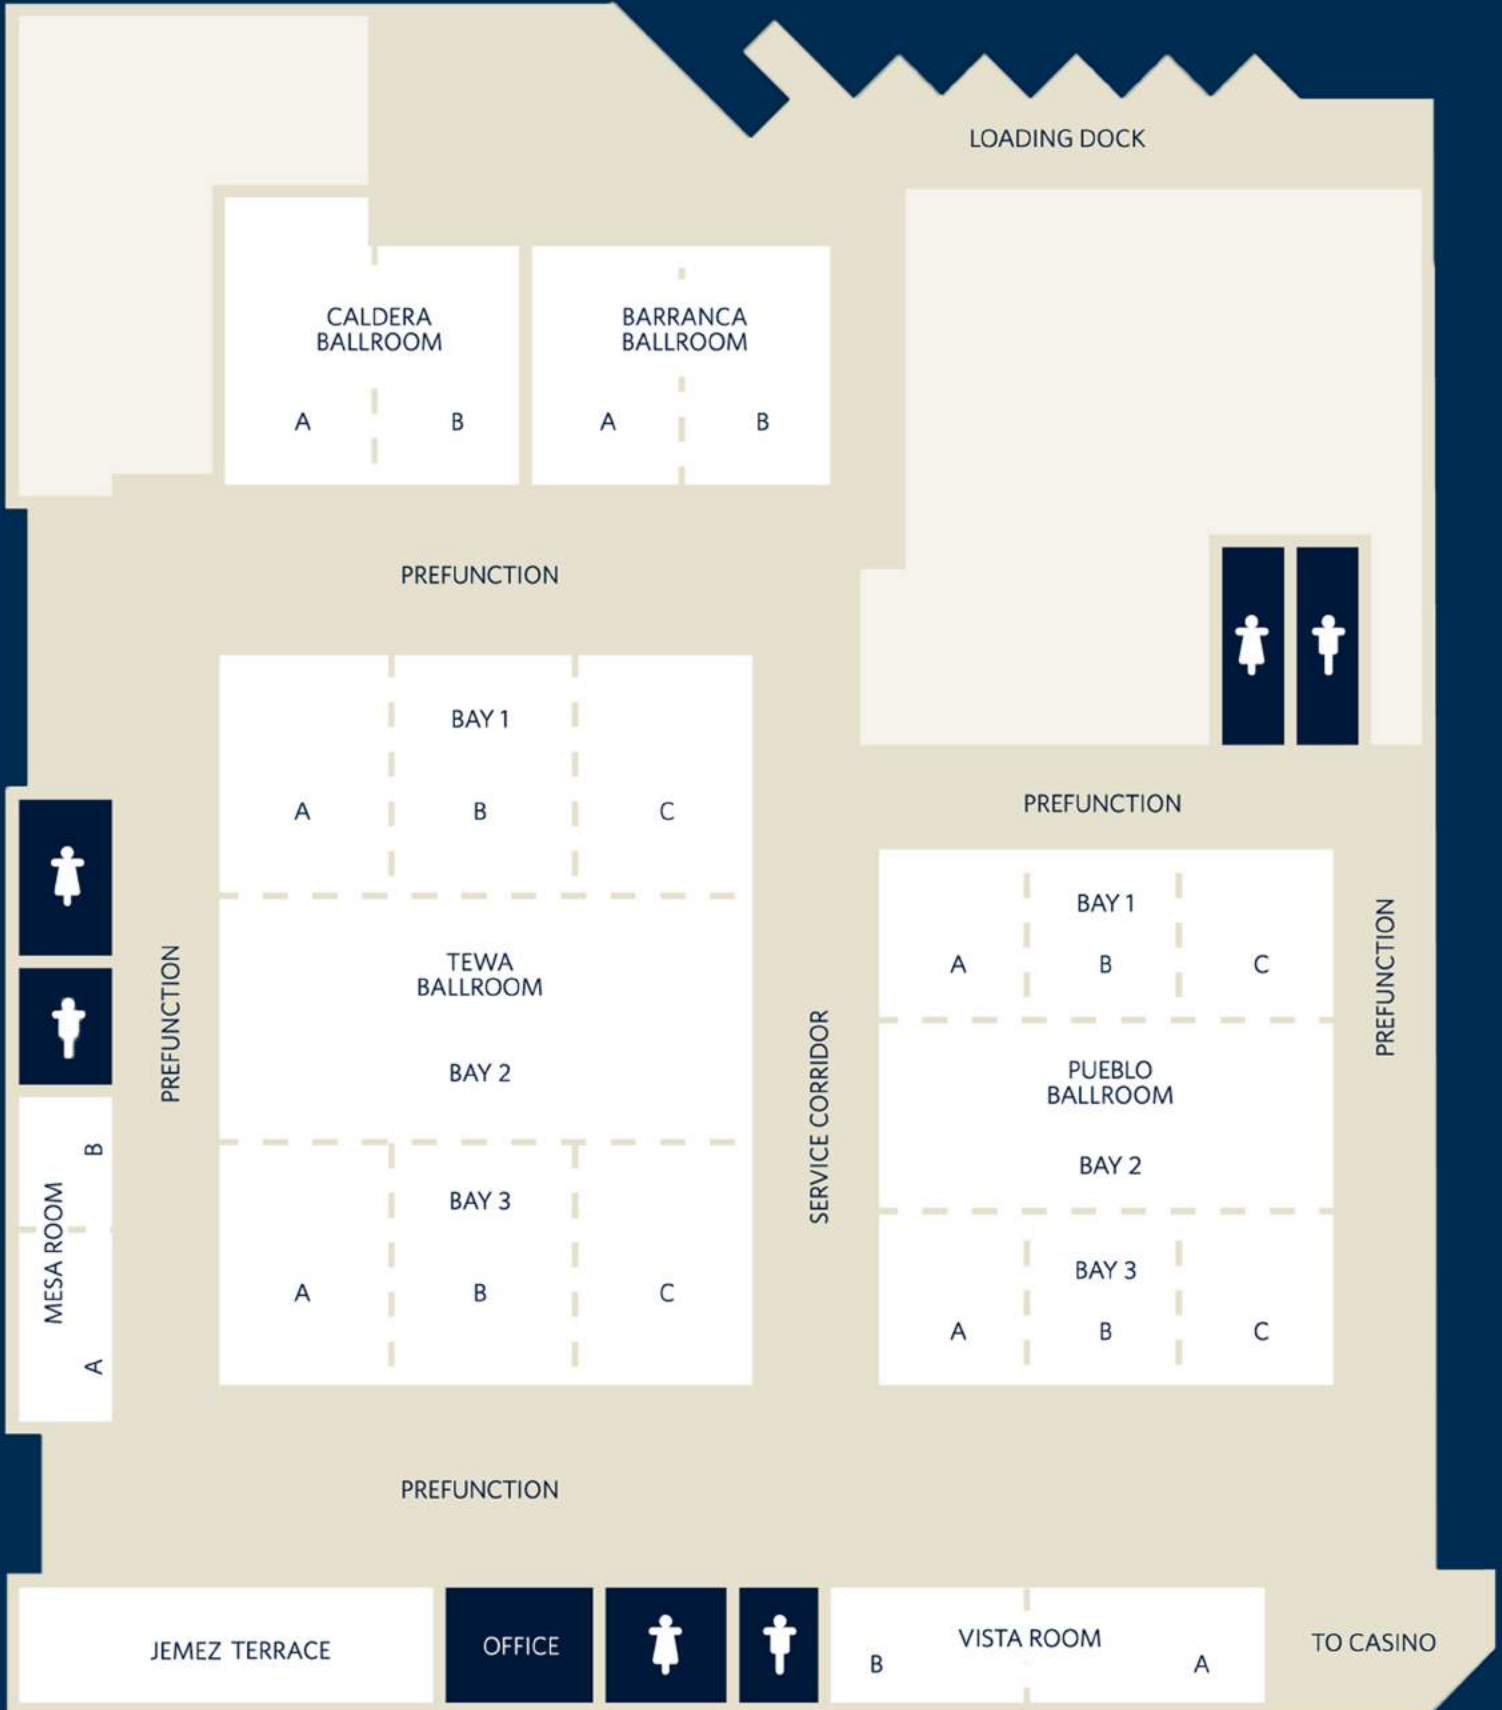 LOADING DOCK
CALDERA
BALLROOM
A
B
BARRANCA
BALLROOM
A
B
PREFUNCTION
BAY 1
A
B
C
TEWA
BALLROOM
BAY 2
BAY 3
A
B
C
PREFUNCTION
MESA ROOM
B
A
SERVICE CORRIDOR
PREFUNCTION
BAY 1
A
B
C
PUEBLO
BALLROOM
BAY 2
BAY 3
A
B
C
PREFUNCTION
PREFUNCTION
JEMEZ TERRACE
OFFICE
VISTA ROOM
B
A
TO CASINO